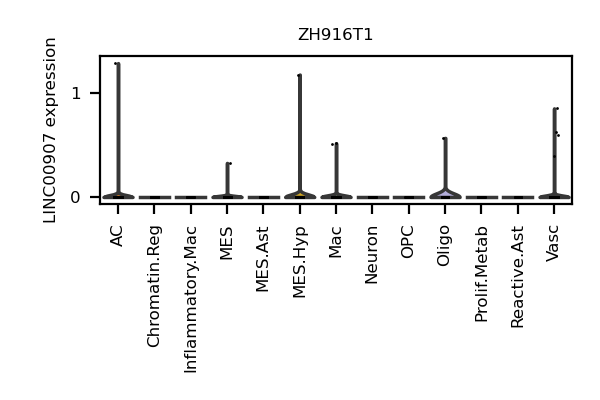 ZH916T1
LINC00907 expression
1
0
AC
Chromatin.Reg
Inflammatory.Mac
MES
MES.Ast
MES.Hyp
Mac
Neuron
OPC
Oligo
Prolif.Metab
Reactive.Ast
Vasc